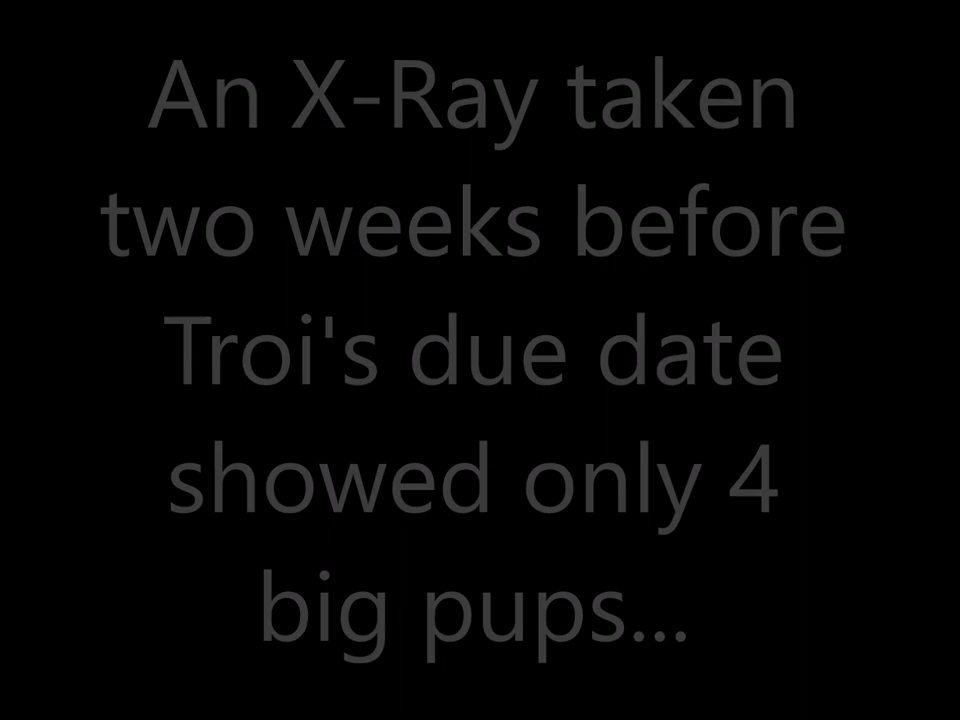 An X-Ray taken
two weeks before
Troi's due date
showed only 4
big pups...